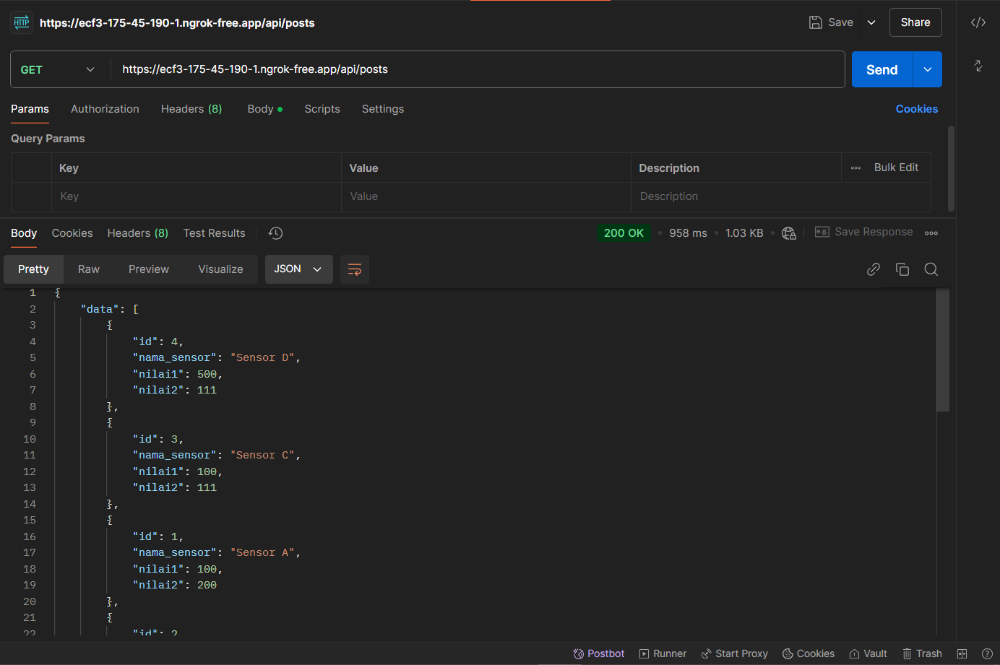 HTTP https://ecf3-175-45-190-1.ngrok-free.app/api/posts Save Share
GET https://ecf3-175-45-190-1.ngrok-free.app/api/posts Send
Params Authorization Headers (8) Body Scripts Settings Cookies
Query Params
Key Value Description Bulk Edit
Key Value Description
Body Cookies Headers (8) Test Results 200 OK 958 ms 1.03 KB e.g. Save Response
Pretty Raw Preview Visualize JSON
1 {
2 "data": [
3 {
4 "id": 4,
5 "nama_sensor": "Sensor D",
6 "nilai1": 500,
7 "nilai2": 111
8 },
9 {
10 "id": 3,
11 "nama_sensor": "Sensor C",
12 "nilai1": 100,
13 "nilai2": 111
14 },
15 {
16 "id": 1,
17 "nama_sensor": "Sensor A",
18 "nilai1": 100,
19 "nilai2": 200
20 },
21 {
22 "id": 2
Postbot Runner Start Proxy Cookies Vault Trash